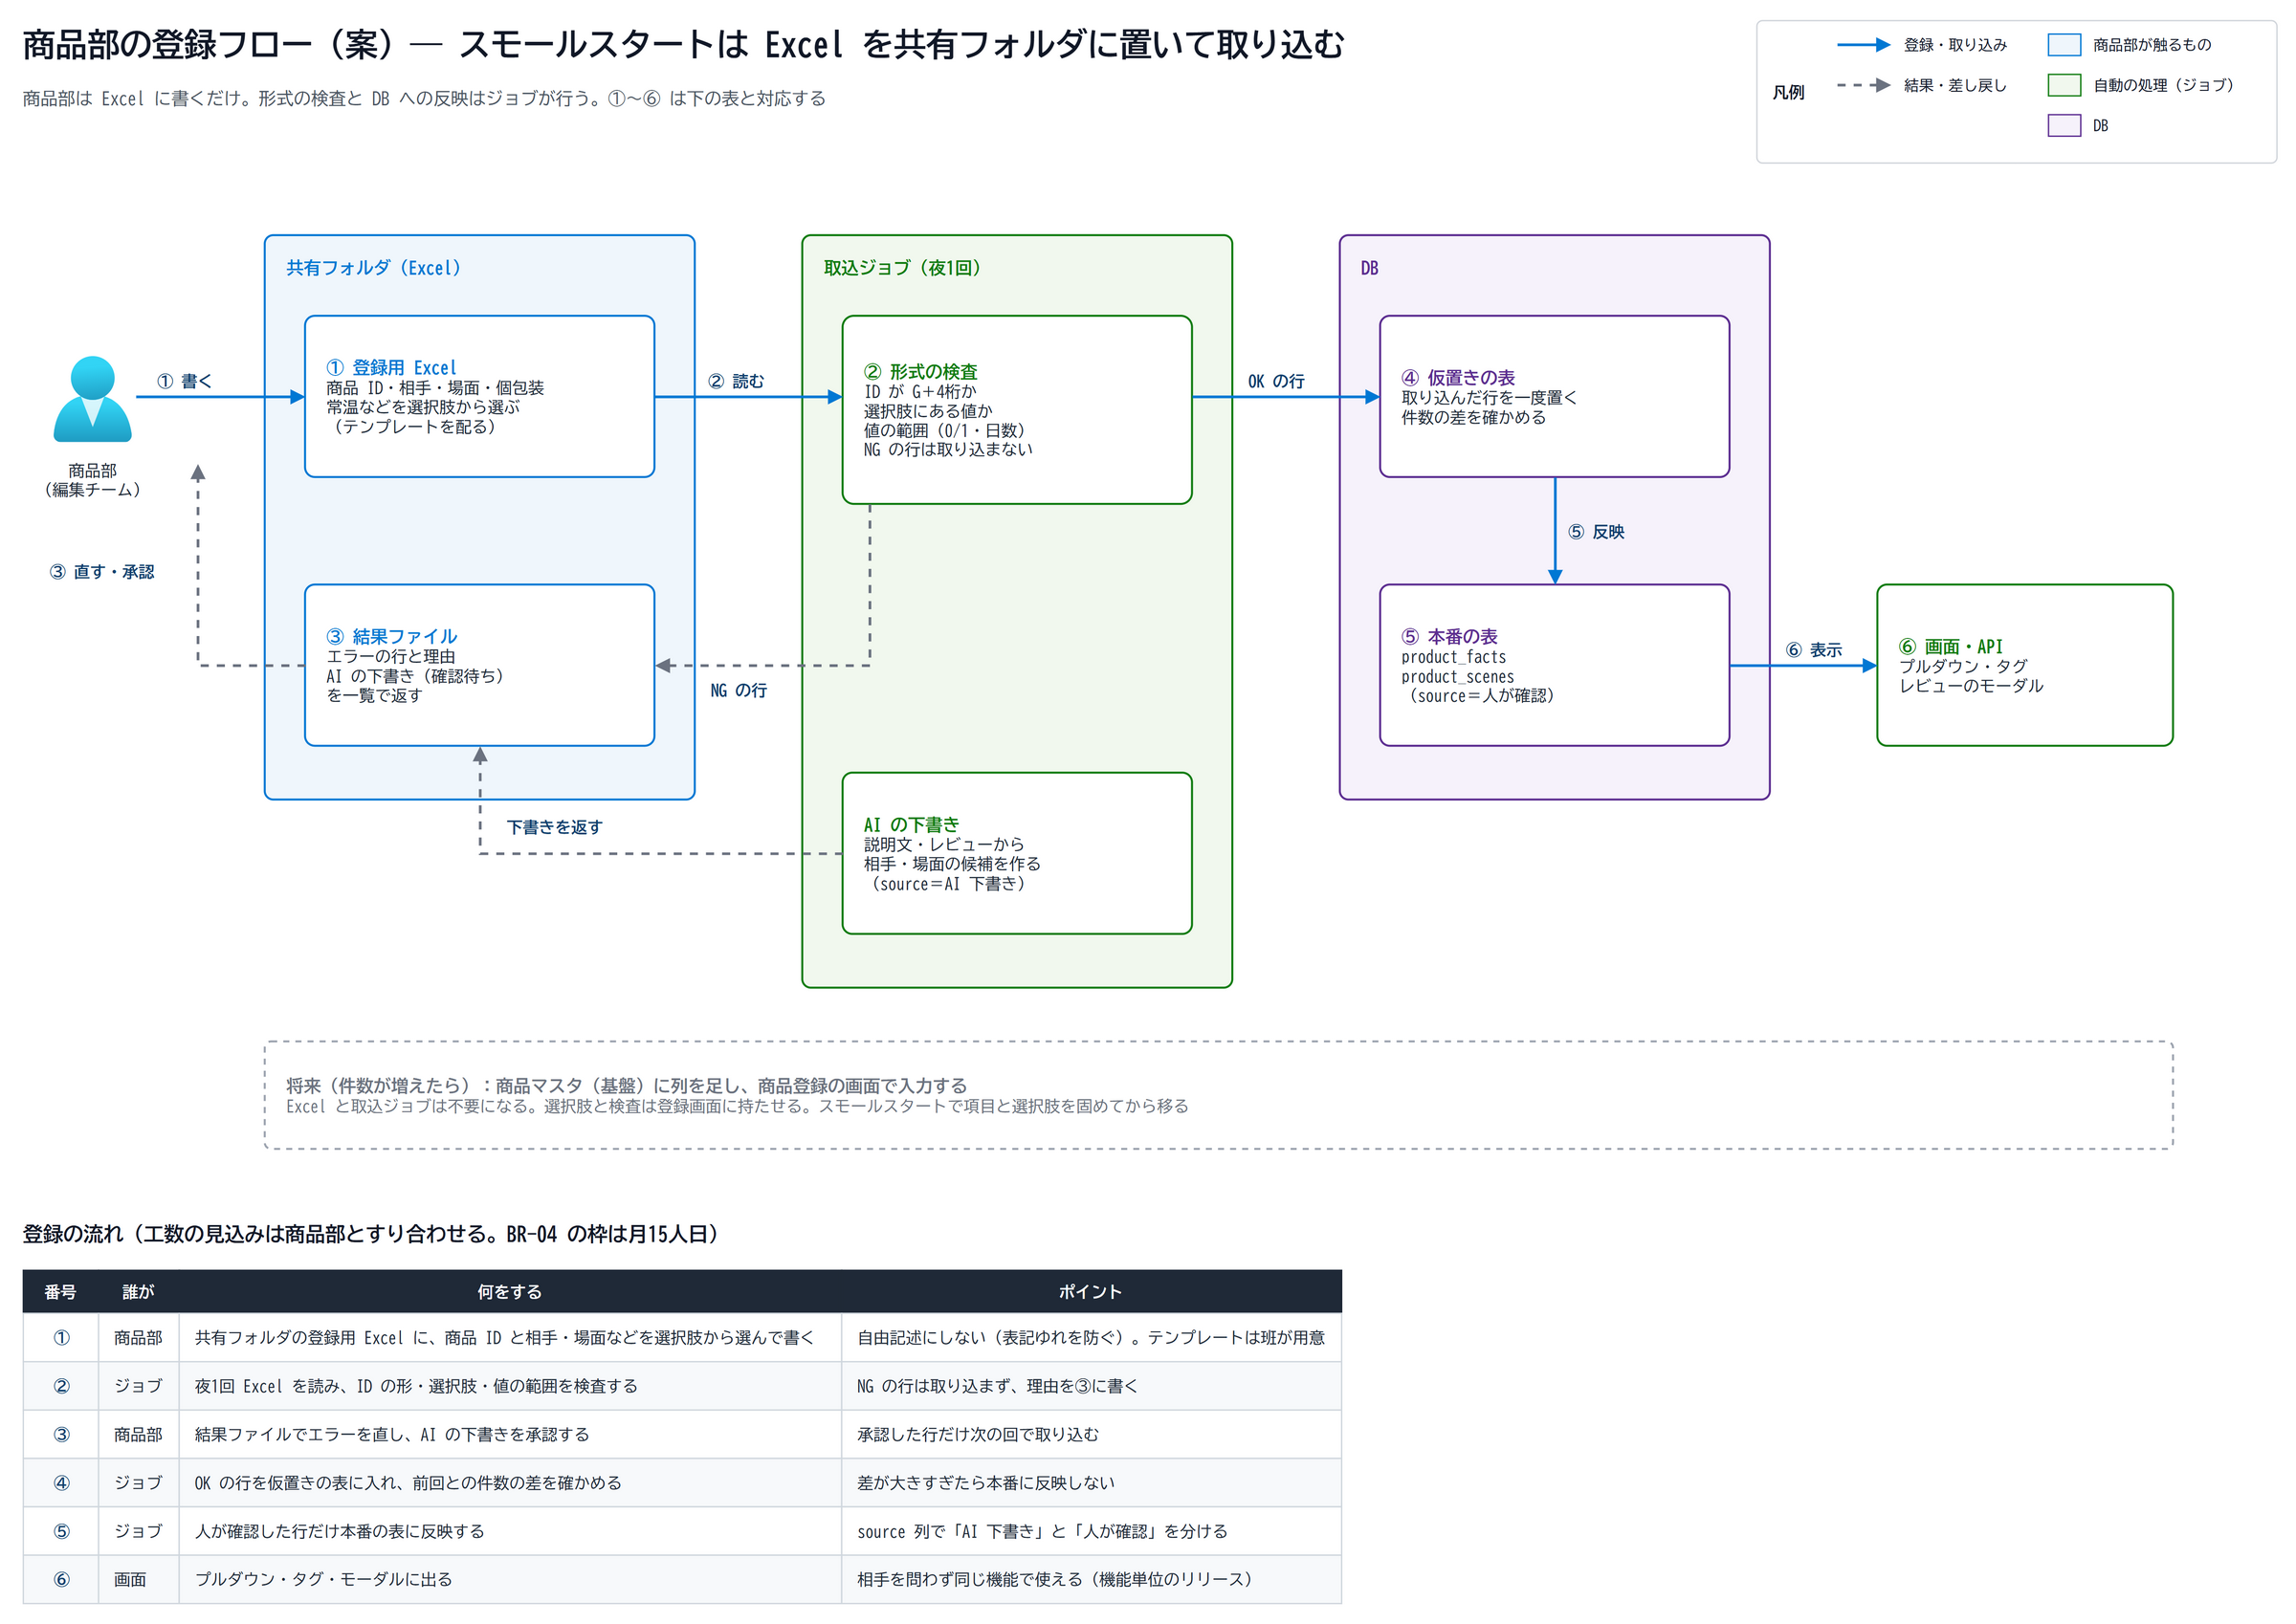 商品部の登録フロー（案）— スモールスタートは Excel を共有フォルダに置いて取り込む
商品部は Excel に書くだけ。形式の検査と DB への反映はジョブが行う。①〜⑥ は下の表と対応する
凡例
登録・取り込み
結果・差し戻し
商品部が触るもの
自動の処理（ジョブ）
DB
共有フォルダ（Excel）
取込ジョブ（夜1回）
DB
商品部
（編集チーム）
① 書く
① 登録用 Excel
商品 ID・相手・場面・個包装
常温などを選択肢から選ぶ
（テンプレートを配る）
② 読む
② 形式の検査
ID が G＋4桁か
選択肢にある値か
値の範囲（0/1・日数）
NG の行は取り込まない
OK の行
④ 仮置きの表
取り込んだ行を一度置く
件数の差を確かめる
⑤ 反映
③ 直す・承認
③ 結果ファイル
エラーの行と理由
AI の下書き（確認待ち）
を一覧で返す
NG の行
⑤ 本番の表
product_facts
product_scenes
（source＝人が確認）
⑥ 表示
⑥ 画面・API
プルダウン・タグ
レビューのモーダル
下書きを返す
AI の下書き
説明文・レビューから
相手・場面の候補を作る
（source＝AI 下書き）
将来（件数が増えたら）：商品マスタ（基盤）に列を足し、商品登録の画面で入力する
Excel と取込ジョブは不要になる。選択肢と検査は登録画面に持たせる。スモールスタートで項目と選択肢を固めてから移る
登録の流れ（工数の見込みは商品部とすり合わせる。BR-04 の枠は月15人日）
番号 誰が 何をする ポイント
① 商品部 共有フォルダの登録用 Excel に、商品 ID と相手・場面などを選択肢から選んで書く 自由記述にしない（表記ゆれを防ぐ）。テンプレートは班が用意
② ジョブ 夜1回 Excel を読み、ID の形・選択肢・値の範囲を検査する NG の行は取り込まず、理由を③に書く
③ 商品部 結果ファイルでエラーを直し、AI の下書きを承認する 承認した行だけ次の回で取り込む
④ ジョブ OK の行を仮置きの表に入れ、前回との件数の差を確かめる 差が大きすぎたら本番に反映しない
⑤ ジョブ 人が確認した行だけ本番の表に反映する source 列で「AI 下書き」と「人が確認」を分ける
⑥ 画面 プルダウン・タグ・モーダルに出る 相手を問わず同じ機能で使える（機能単位のリリース）